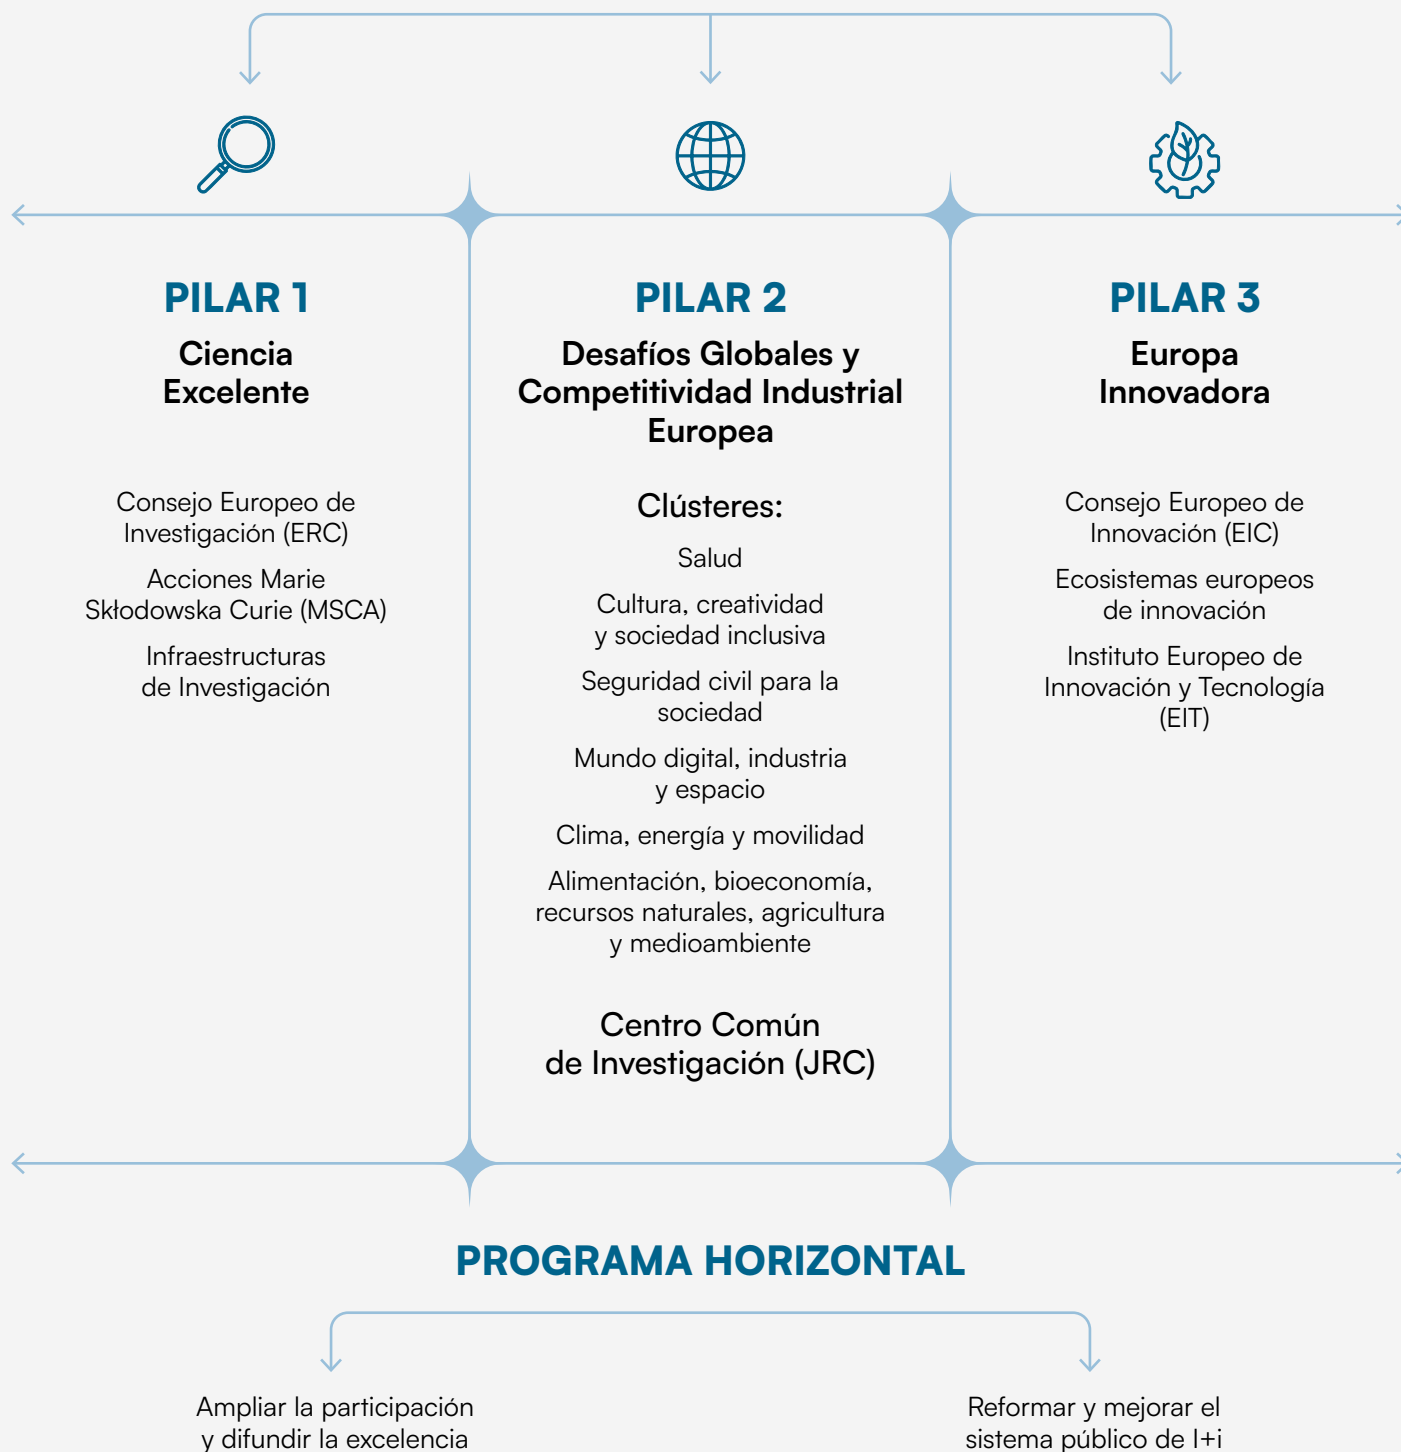 PILAR 1
Ciencia
Excelente
Consejo Europeo de
Investigación (ERC)
Acciones Marie
Skłodowska Curie (MSCA)
Infraestructuras
de Investigación
PILAR 2
Desafíos Globales y
Competitividad Industrial
Europea
Clústeres:
Salud
Cultura, creatividad
y sociedad inclusiva
Seguridad civil para la
sociedad
Mundo digital, industria
y espacio
Clima, energía y movilidad
Alimentación, bioeconomía,
recursos naturales, agricultura
y medioambiente
Centro Común
de Investigación (JRC)
PILAR 3
Europa
Innovadora
Consejo Europeo de
Innovación (EIC)
Ecosistemas europeos
de innovación
Instituto Europeo de
Innovación y Tecnología
(EIT)
PROGRAMA HORIZONTAL
Ampliar la participación
y difundir la excelencia
Reformar y mejorar el
sistema público de I+i